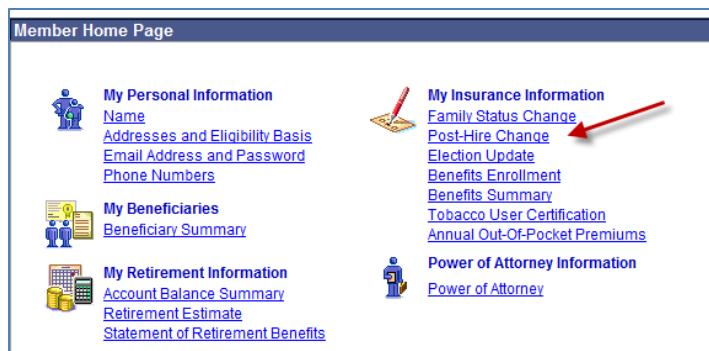 Member Home Page
My Personal Information
Name
Addresses and Eligibility Basis
Email Address and Password
Phone Numbers
My Beneficiaries
Beneficiary Summary
My Retirement Information
Account Balance Summary
Retirement Estimate
Statement of Retirement Benefits
My Insurance Information
Family Status Change
Post-Hire Change
Election Update
Benefits Enrollment
Benefits Summary
Tobacco User Certification
Annual Out-Of-Pocket Premiums
Power of Attorney Information
Power of Attorney